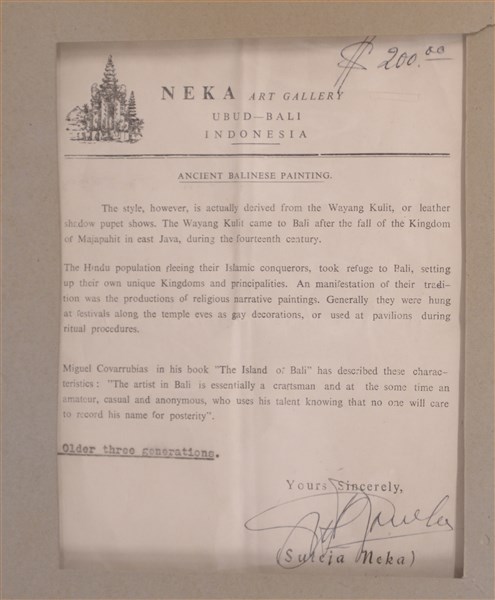 $ 200.00
NEKA ART GALLERY
UBUD—BALI
INDONESIA
ANCIENT BALINESE PAINTING.
The style, however, is actually derived from the Wayang Kulit, or leather
shadow pupet shows. The Wayang Kulit came to Bali after the fall of the Kingdom
of Majapahit in east Java, during the fourteenth century.
The Hindu population fleeing their Islamic conquerors, took refuge to Bali, setting
up their own unique Kingdoms and principalities. An manifestation of their tradi-
tion was the productions of religious narrative paintings. Generally they were hung
at festivals along the temple eves as gay decorations, or used at pavilions during
ritual procedures.
Miguel Covarrubias in his book "The Island of Bali" has described these charac-
teristics : "The artist in Bali is essentially a craftsman and at the some time an
amateur, casual and anonymous, who uses his talent knowing that no one will care
to record his name for posterity".
Older three generations.
Yours Sincerely,
(Suteja Neka)